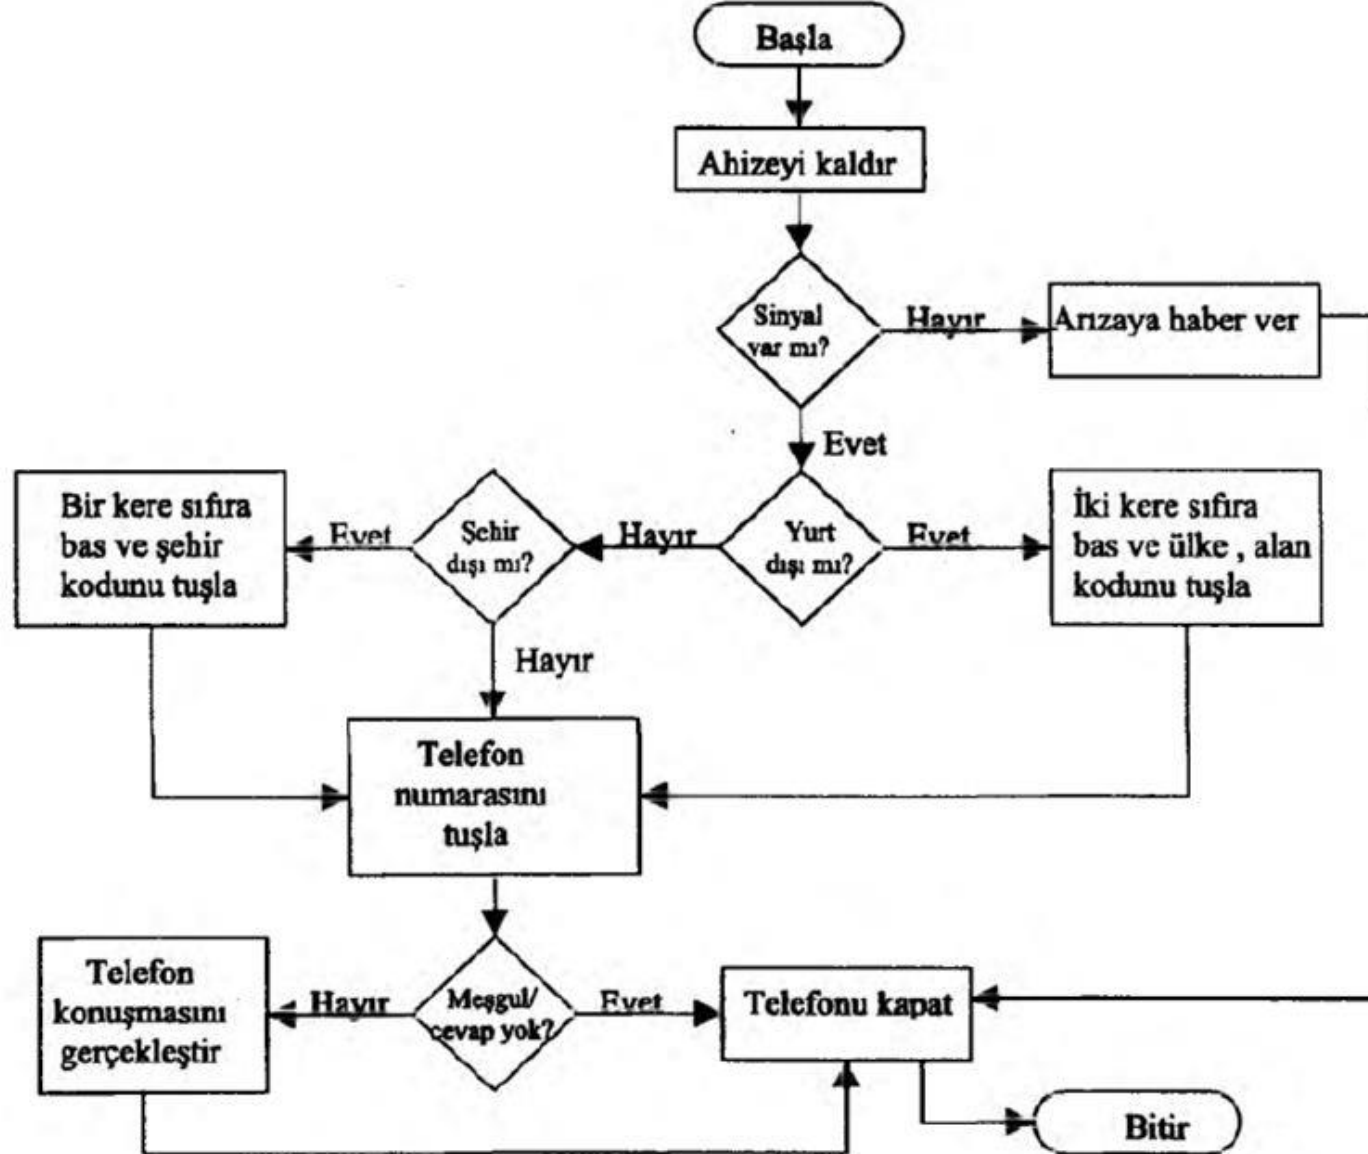 Başla
Ahizeyi kaldır
Sinyal
var mı?
Hayır
Arızaya haber ver
Evet
Bir kere sıfıra
bas ve şehir
kodunu tuşla
Evet
Şehir
dışı mı?
Hayır
Yurt
dışı mı?
Evet
İki kere sıfıra
bas ve ülke , alan
kodunu tuşla
Hayır
Telefon
numarasını
tuşla
Telefon
konuşmasını
gerçekleştir
Hayır
Meşgul/
cevap yok?
Evet
Telefonu kapat
Bitir